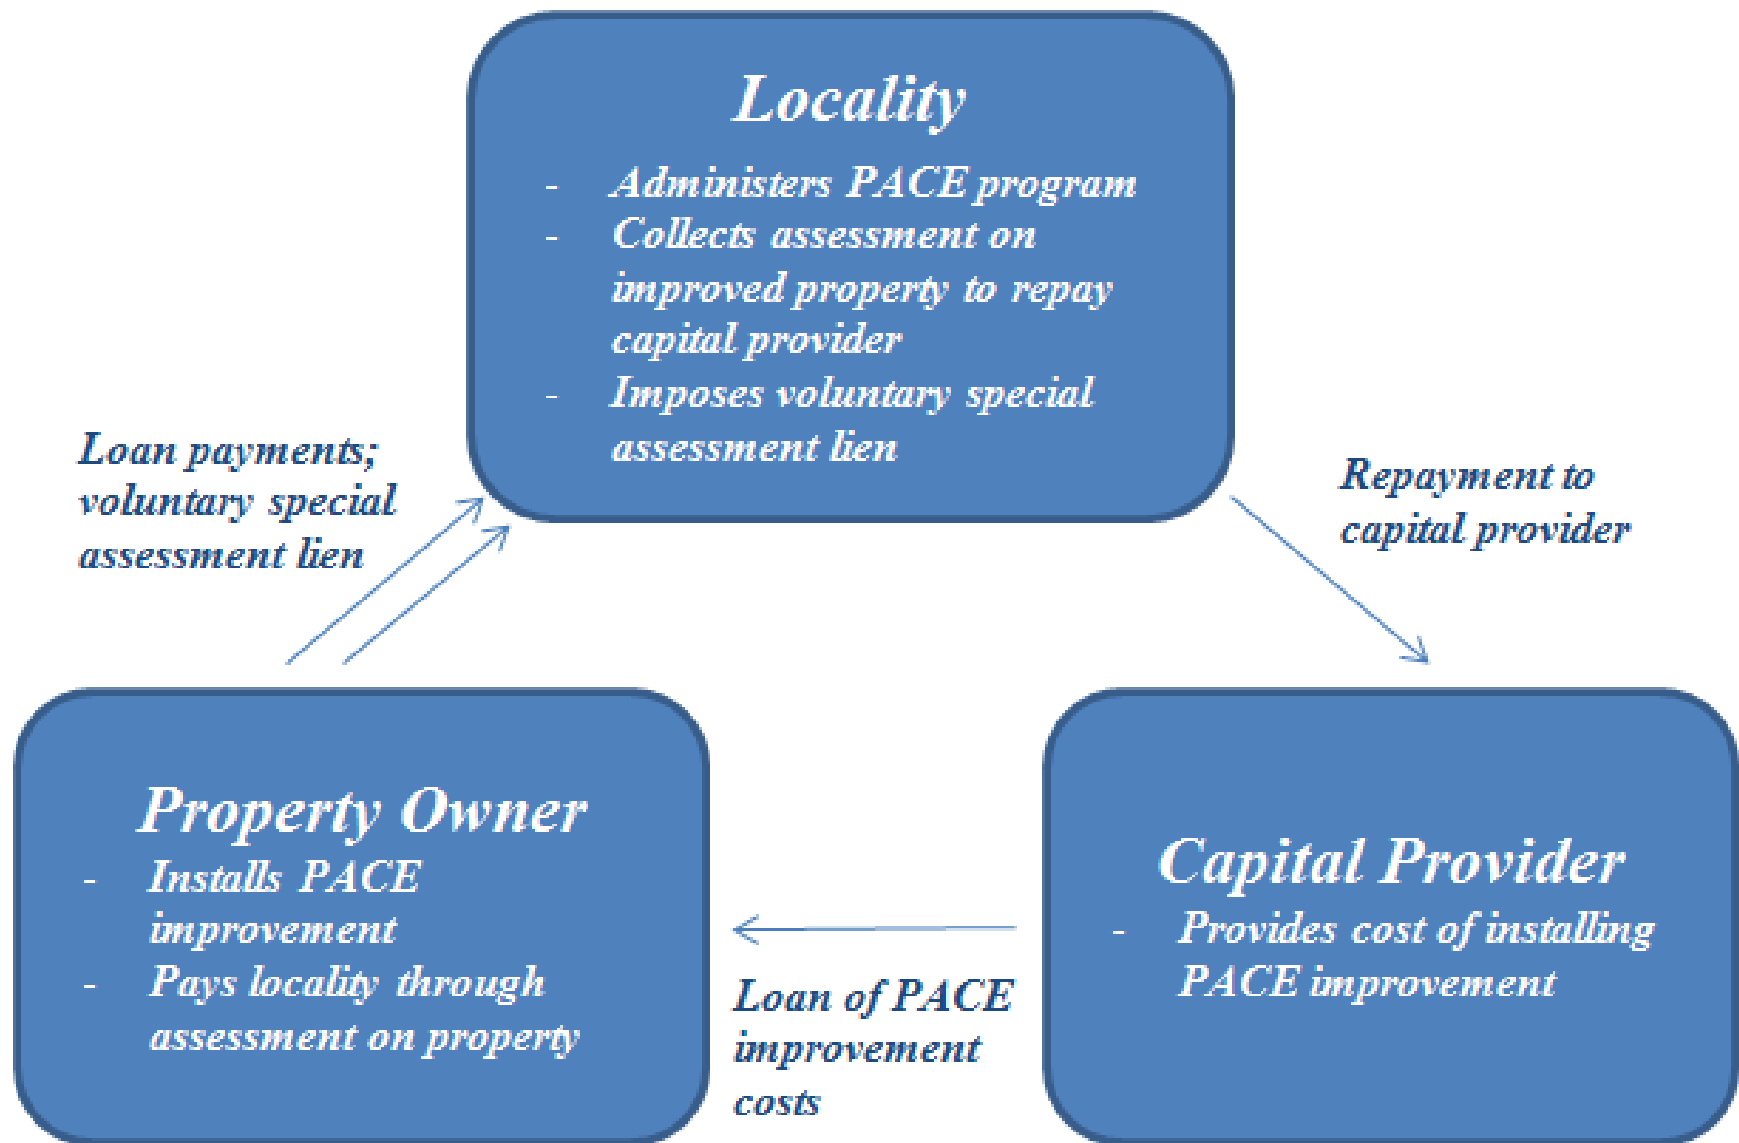 Locality
- Administers PACE program
- Collects assessment on
improved property to repay
capital provider
- Imposes voluntary special
assessment lien
Loan payments;
voluntary special
assessment lien
Repayment to
capital provider
Property Owner
- Installs PACE
improvement
- Pays locality through
assessment on property
Loan of PACE
improvement
costs
Capital Provider
- Provides cost of installing
PACE improvement